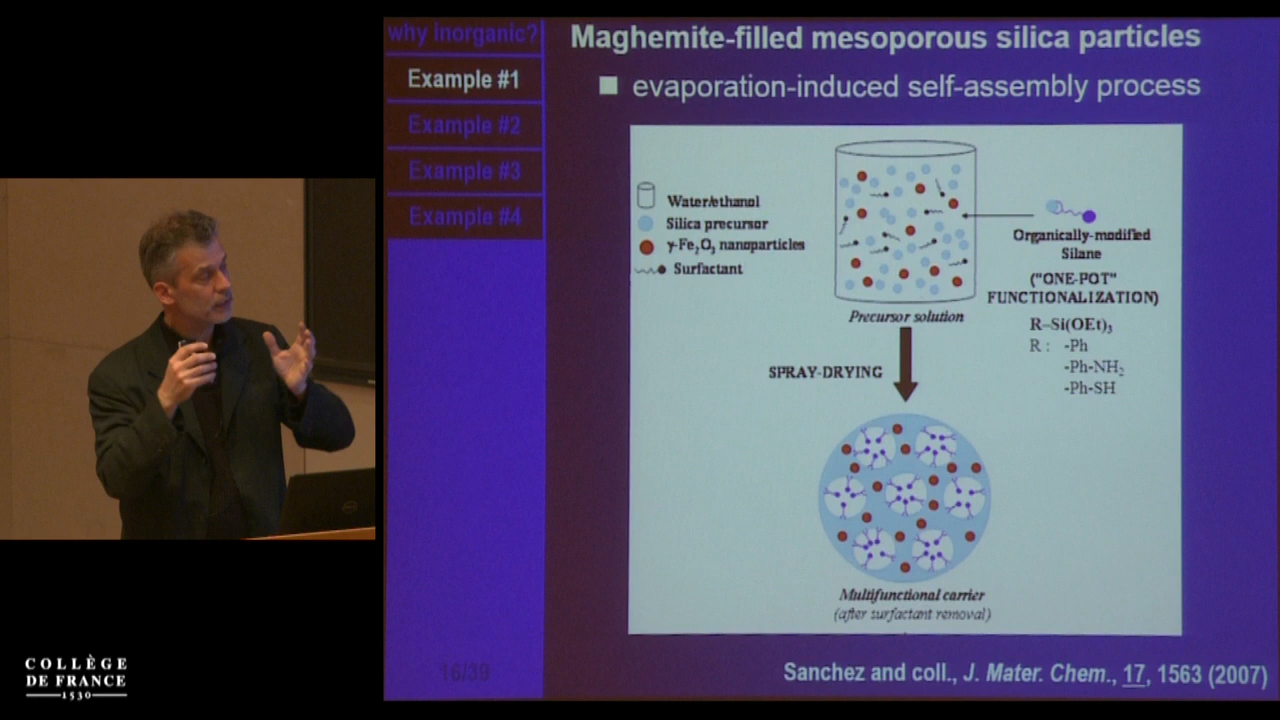 why inorganic?
Example #1
Example #2
Example #3
Example #4
Maghemite-filled mesoporous silica particles
■ evaporation-induced self-assembly process
Water/ethanol
Silica precursor
γ-Fe₂O₃ nanoparticles
Surfactant
Organically-modified
Silane
("ONE-POT"
FUNCTIONALIZATION)
R–Si(OEt)₃
R : -Ph
-Ph-NH₂
-Ph-SH
Precursor solution
SPRAY-DRYING
Multifunctional carrier
(after surfactant removal)
16/39
Sanchez and coll., J. Mater. Chem., 17, 1563 (2007)
COLLÈGE
DE FRANCE
1530